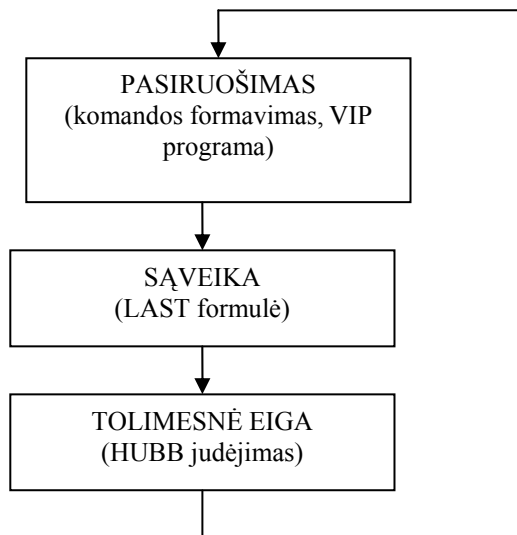 PASIRUOŠIMAS
(komandos formavimas, VIP
programa)
SĄVEIKA
(LAST formulė)
TOLIMESNĖ EIGA
(HUBB judėjimas)